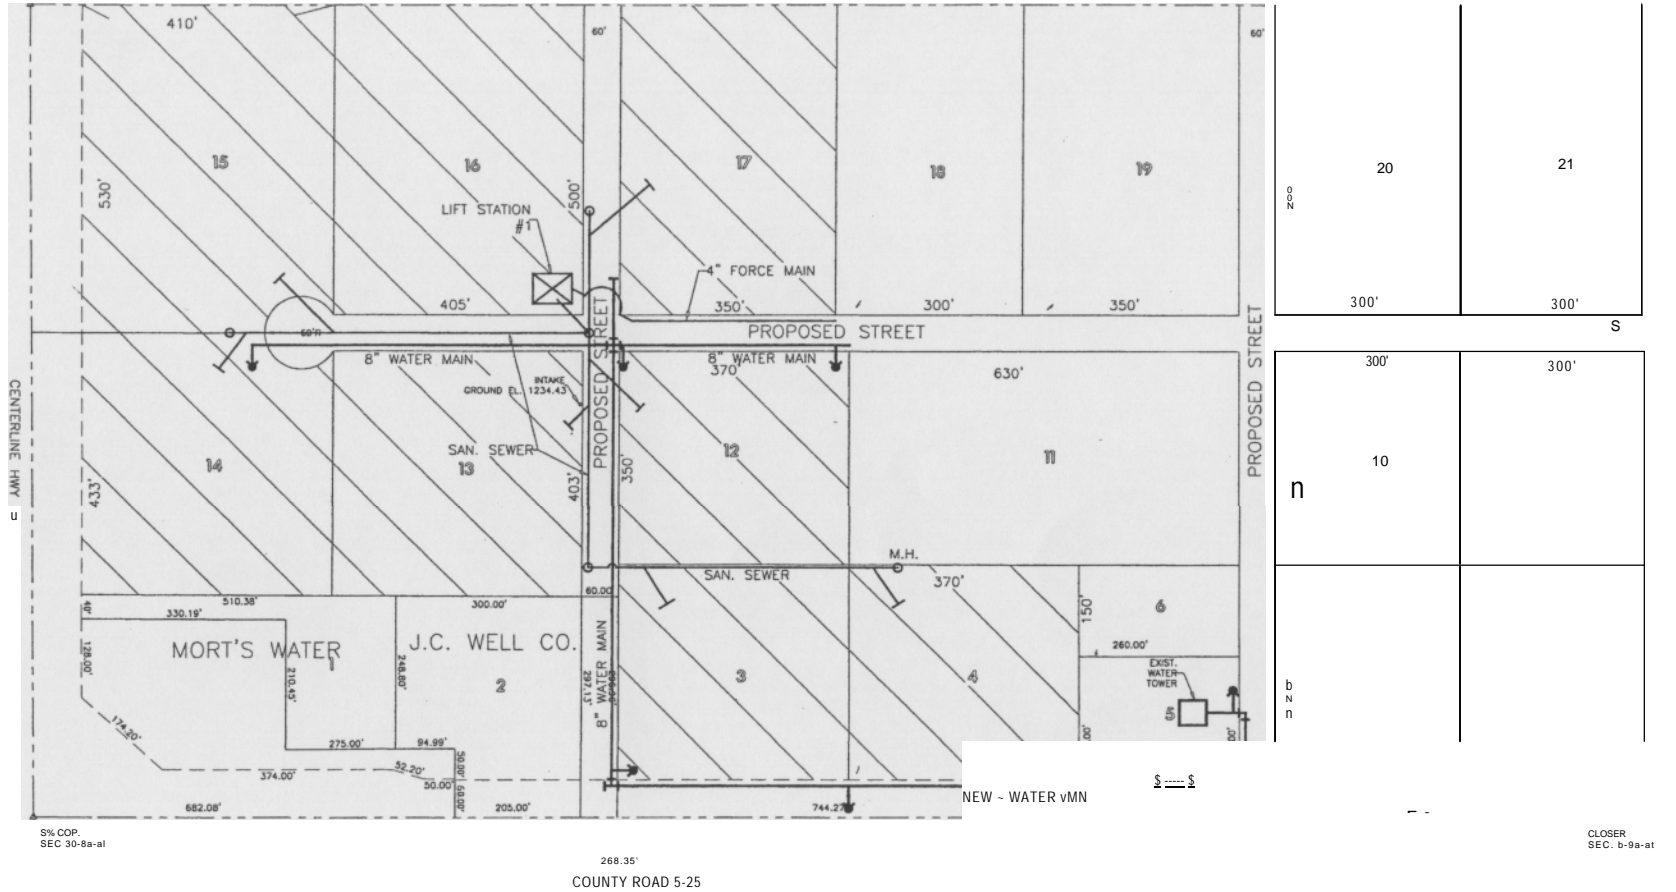 410'
60'
60'
15
16
17
18
19
20
21
530'
500'
LIFT STATION
#1
4" FORCE MAIN
405'
350'
300'
350'
300'
300'
PROPOSED STREET
S
60'R
8" WATER MAIN
8" WATER MAIN
370'
630'
300'
300'
INTAKE
GROUND EL. 1234.43
PROPOSED STREET
PROPOSED STREET
CENTERLINE HWY
u
SAN. SEWER
14
13
12
11
10
n
433'
403'
350'
M.H.
SAN. SEWER
370'
510.38'
300.00'
60.00'
150'
6
40'
330.19'
MORT'S WATER
1
J.C. WELL CO.
2
3
4
260.00'
EXIST.
WATER
TOWER
128.00'
210.45'
248.80'
297.13'
8" WATER MAIN
b
N
n
174.20'
275.00'
94.99'
374.00'
52.20'
50.00'
50.00'
60.00'
682.08'
205.00'
744.27'
$ ----- $
NEW ~ WATER vMN
S% COP.
SEC 30-8a-al
CLOSER
SEC. b-9a-at
268.35'
COUNTY ROAD 5-25